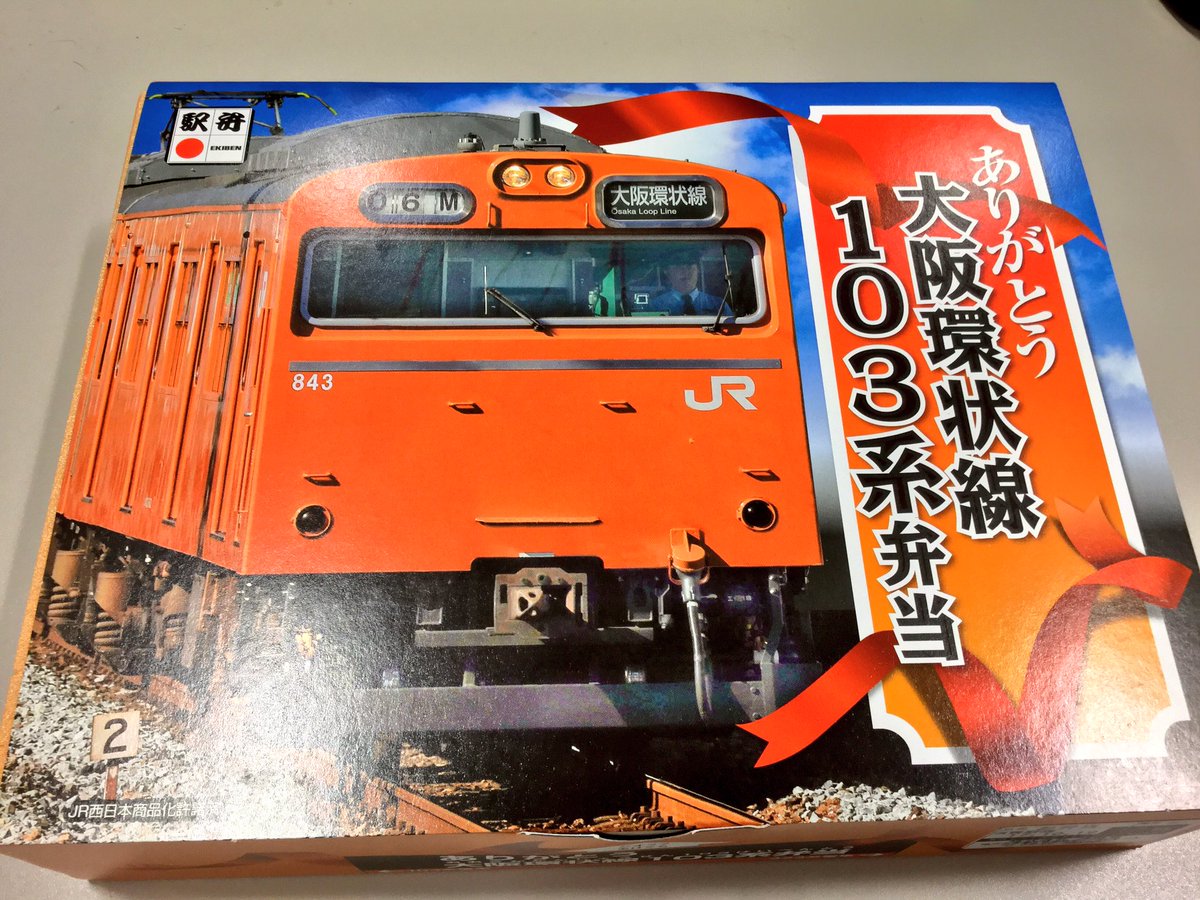 駅弁
EKIBEN
06M
大阪環状線
Osaka Loop Line
843
JR
ありがとう
大阪環状線
103系弁当
2
JR西日本商品化許諾